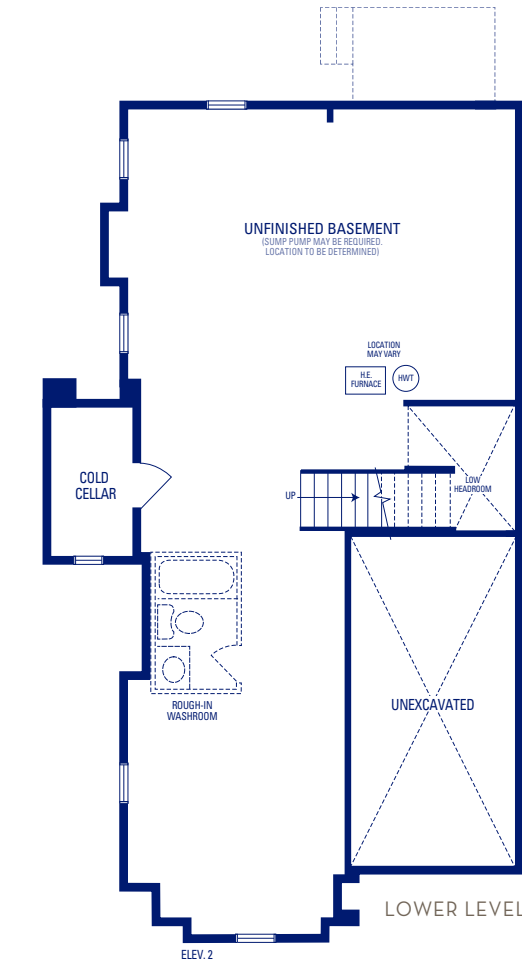 UNFINISHED BASEMENT
(SUMP PUMP MAY BE REQUIRED.
LOCATION TO BE DETERMINED)
LOCATION
MAY VARY
H.E.
FURNACE
HWT
COLD
CELLAR
UP
LOW
HEADROOM
ROUGH-IN
WASHROOM
UNEXCAVATED
LOWER LEVEL
ELEV. 2